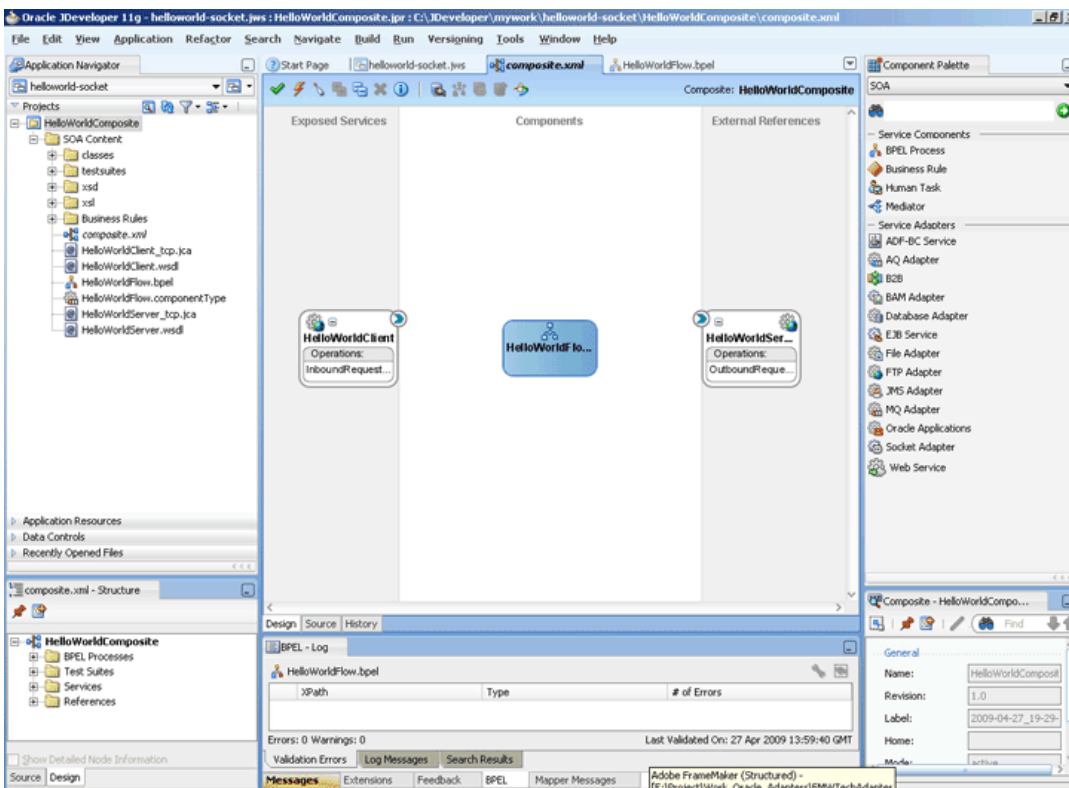 Oracle JDeveloper 11g - helloworld-socket.jws : HelloWorldComposite.jpr : C:\JDeveloper\mywork\helloworld-socket\HelloWorldComposite\composite.xml
File Edit View Application Refactor Search Navigate Build Run Versioning Tools Window Help
Application Navigator
helloworld-socket
Projects
HelloWorldComposite
SOA Content
classes
testsuites
xsd
xsl
Business Rules
composite.xml
HelloWorldClient_tcp.jca
HelloWorldClient.wsdl
HelloWorldFlow.bpel
HelloWorldFlow.componentType
HelloWorldServer_tcp.jca
HelloWorldServer.wsdl
Application Resources
Data Controls
Recently Opened Files
composite.xml - Structure
HelloWorldComposite
BPEL Processes
Test Suites
Services
References
Show Detailed Node Information
Source Design
Start Page helloworld-socket.jws composite.xml HelloWorldFlow.bpel
Composite: HelloWorldComposite
Exposed Services Components External References
HelloWorldClient
Operations:
InboundRequest...
HelloWorldFlo...
HelloWorldSer...
Operations:
OutboundReque...
Design Source History
BPEL - Log
HelloWorldFlow.bpel
XPath Type # of Errors
Errors: 0 Warnings: 0 Last Validated On: 27 Apr 2009 13:59:40 GMT
Validation Errors Log Messages Search Results
Messages Extensions Feedback BPEL Mapper Messages
Adobe FrameMaker (Structured) -
Component Palette
SOA
Service Components
BPEL Process
Business Rule
Human Task
Mediator
Service Adapters
ADF-BC Service
AQ Adapter
B2B
BAM Adapter
Database Adapter
EJB Service
File Adapter
FTP Adapter
JMS Adapter
MQ Adapter
Oracle Applications
Socket Adapter
Web Service
Composite - HelloWorldCompo...
Find
General
Name: HelloWorldComposit
Revision: 1.0
Label: 2009-04-27_19-29-
Home:
Mode: active